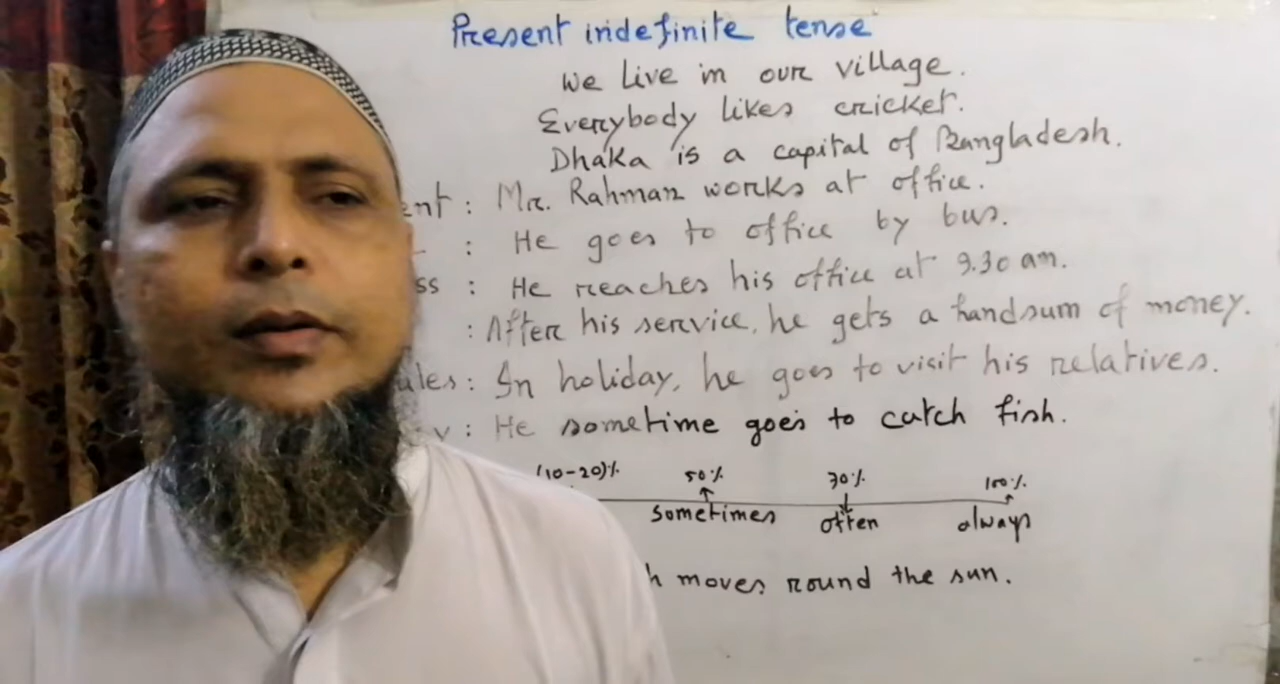 Present indefinite tense
We live in our village.
Everybody likes cricket.
Dhaka is a capital of Bangladesh.
ent : Mr. Rahman works at office.
: He goes to office by bus.
ss : He reaches his office at 9.30 am.
: After his service, he gets a handsum of money.
ules : In holiday, he goes to visit his relatives.
y : He sometime goes to catch fish.
(10-20)% 50% 70% 100%
sometimes often always
h moves round the sun.